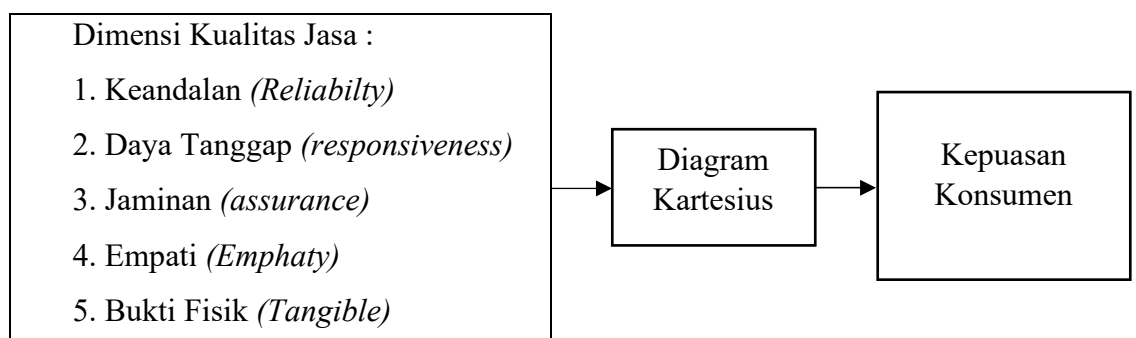 Dimensi Kualitas Jasa :
1. Keandalan (Reliabilty)
2. Daya Tanggap (responsiveness)
3. Jaminan (assurance)
4. Empati (Emphaty)
5. Bukti Fisik (Tangible)
Diagram
Kartesius
Kepuasan
Konsumen